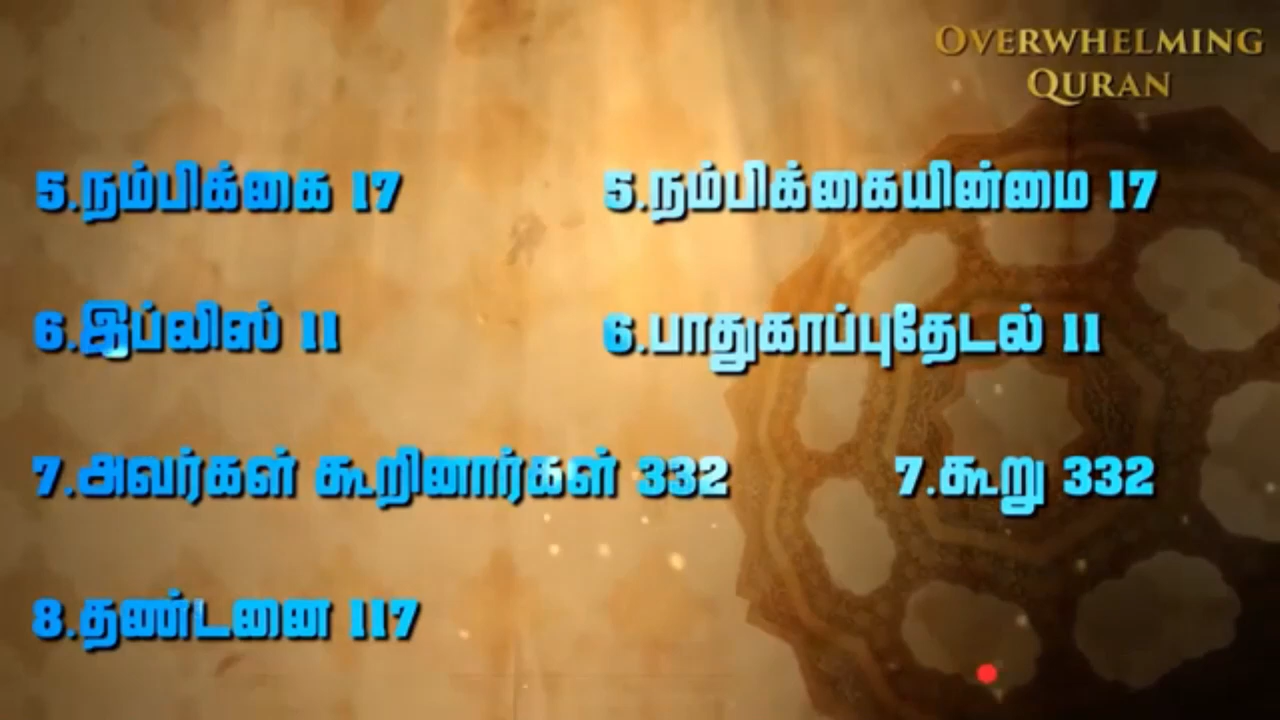 OVERWHELMING
QURAN
5.நம்பிக்கை 17
5.நம்பிக்கையின்மை 17
6.இப்லிஸ் 11
6.பாதுகாப்புதேடல் 11
7.அவர்கள் கூறினார்கள் 332
7.கூறு 332
8.தண்டனை 117